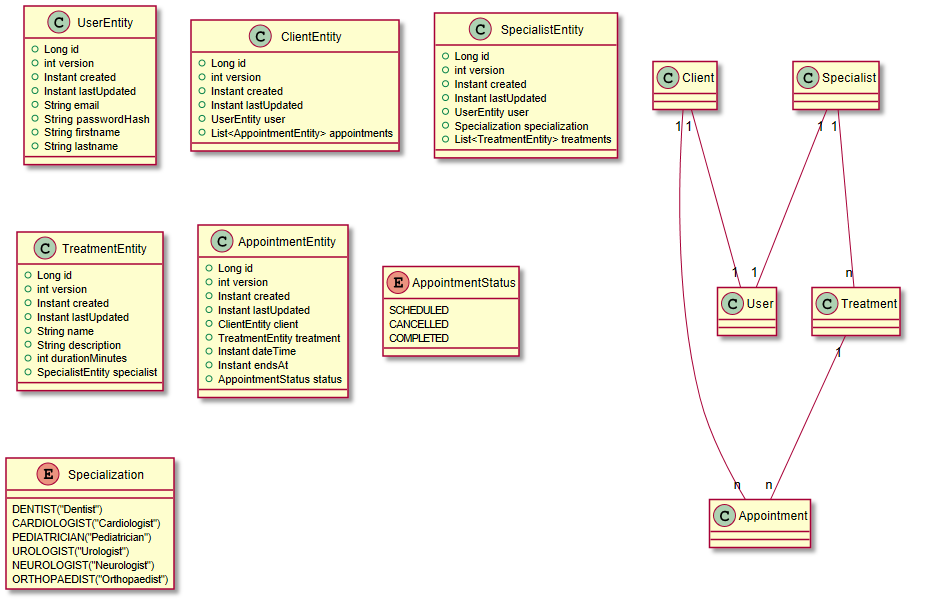 C UserEntity
Long id
int version
Instant created
Instant lastUpdated
String email
String passwordHash
String firstname
String lastname
C ClientEntity
Long id
int version
Instant created
Instant lastUpdated
UserEntity user
List<AppointmentEntity> appointments
C SpecialistEntity
Long id
int version
Instant created
Instant lastUpdated
UserEntity user
Specialization specialization
List<TreatmentEntity> treatments
C TreatmentEntity
Long id
int version
Instant created
Instant lastUpdated
String name
String description
int durationMinutes
SpecialistEntity specialist
C AppointmentEntity
Long id
int version
Instant created
Instant lastUpdated
ClientEntity client
TreatmentEntity treatment
Instant dateTime
Instant endsAt
AppointmentStatus status
E AppointmentStatus
SCHEDULED
CANCELLED
COMPLETED
E Specialization
DENTIST("Dentist")
CARDIOLOGIST("Cardiologist")
PEDIATRICIAN("Pediatrician")
UROLOGIST("Urologist")
NEUROLOGIST("Neurologist")
ORTHOPAEDIST("Orthopaedist")
C Client
C Specialist
1 1
1 1
1 1
n
C User
C Treatment
1
n n
C Appointment